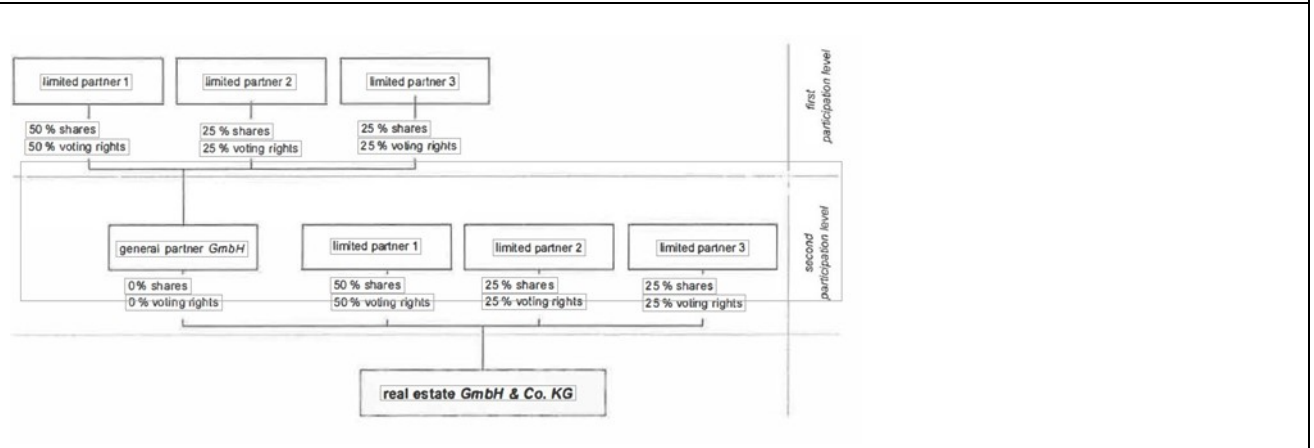 limited partner 1
limited partner 2
limited partner 3
50 % shares
50 % voting rights
25 % shares
25 % voting rights
25 % shares
25 % voting rights
first
participation level
general partner GmbH
limited partner 1
limited partner 2
limited partner 3
0% shares
0 % voting rights
50 % shares
50 % voting rights
25 % shares
25 % voting rights
25 % shares
25 % voting rights
second
participation level
real estate GmbH & Co. KG